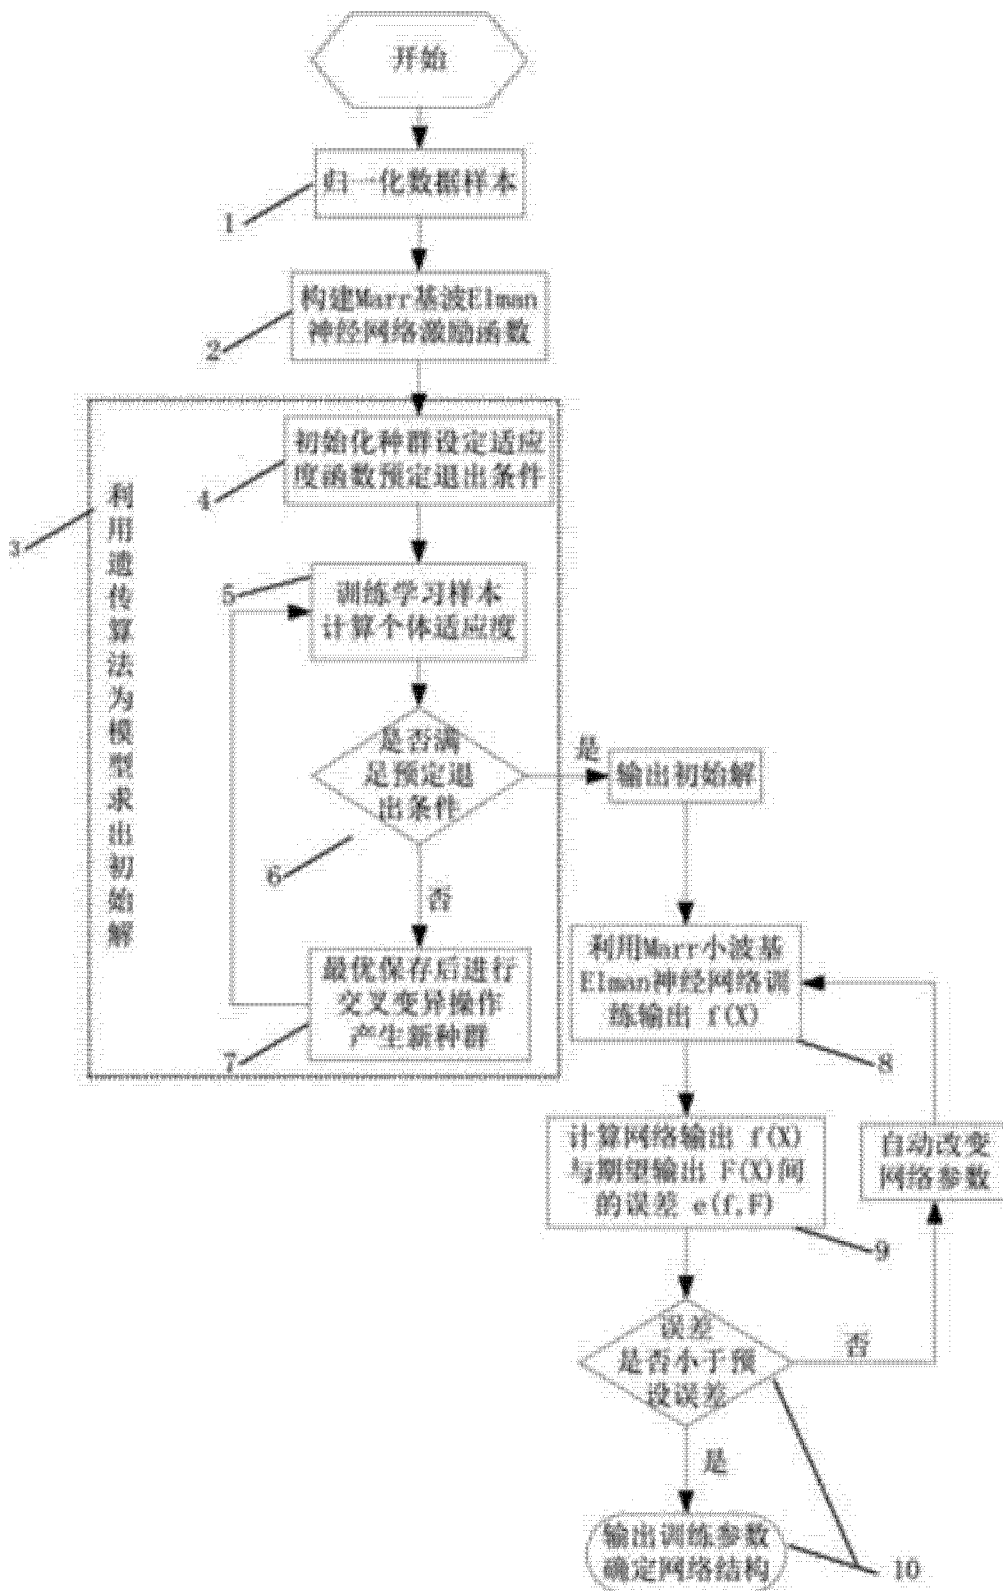 开始
归一化数据样本
1
构建Marr基波Elman
神经网络激励函数
2
初始化种群设定适应
度函数预定退出条件
4
利用遗传算法为模型求出初始解
3
训练学习样本
计算个体适应度
5
是否满
足预定退
出条件
6
是
输出初始解
否
最优保存后进行
交叉变异操作
产生新种群
7
利用Marr小波基
Elman神经网络训
练输出 f(X)
8
计算网络输出 f(X)
与期望输出 F(X)间
的误差 e(f,F)
9
自动改变
网络参数
误差
是否小于预
设误差
否
是
输出训练参数
确定网络结构
10